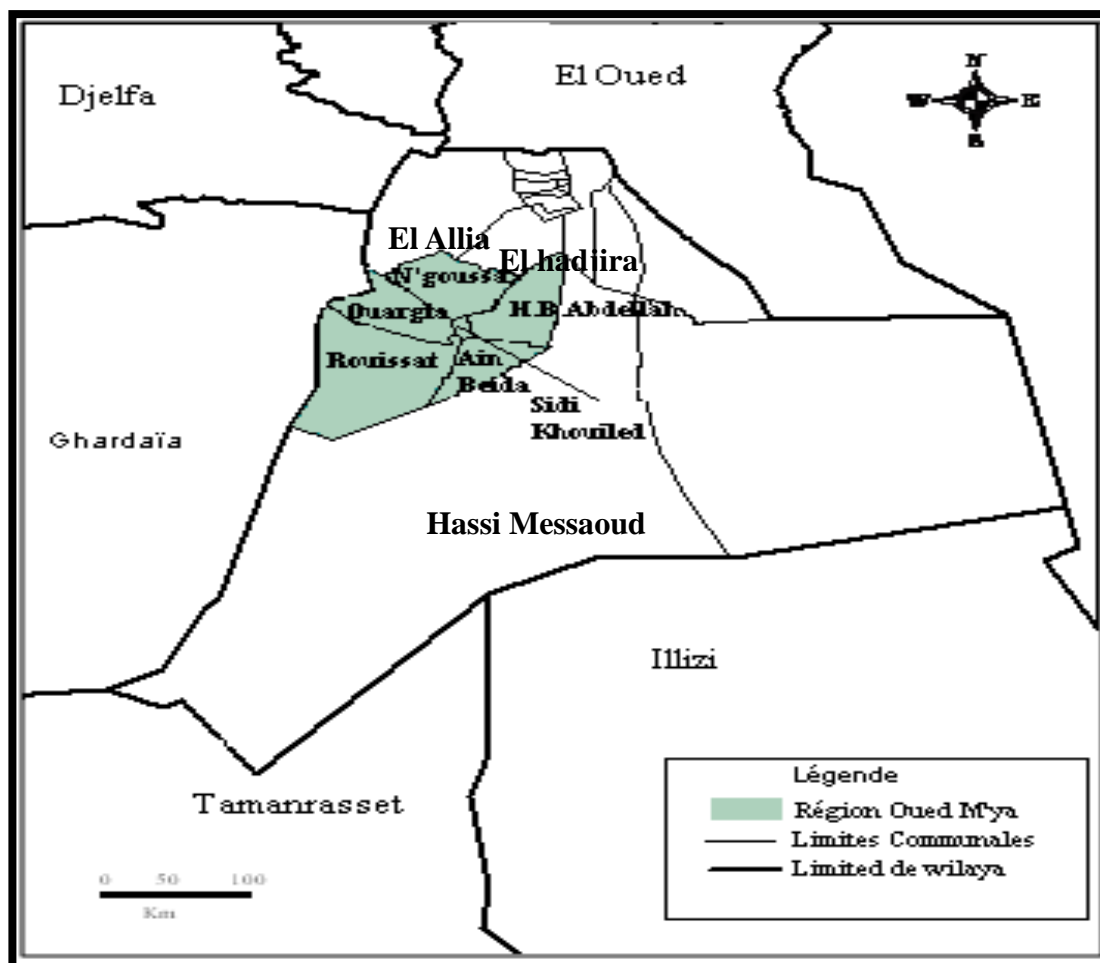 El Oued
Djelfa
N
W E
S
El Allia
El hadjira
N'goussa
Ouargla
H.B Abdellah
Rouissat
Ain
Beida
Sidi
Khouiled
Ghardaïa
Hassi Messaoud
Illizi
Tamanrasset
Légende
Région Oued M'ya
Limites Communales
Limited de wilaya
0 50 100
Km